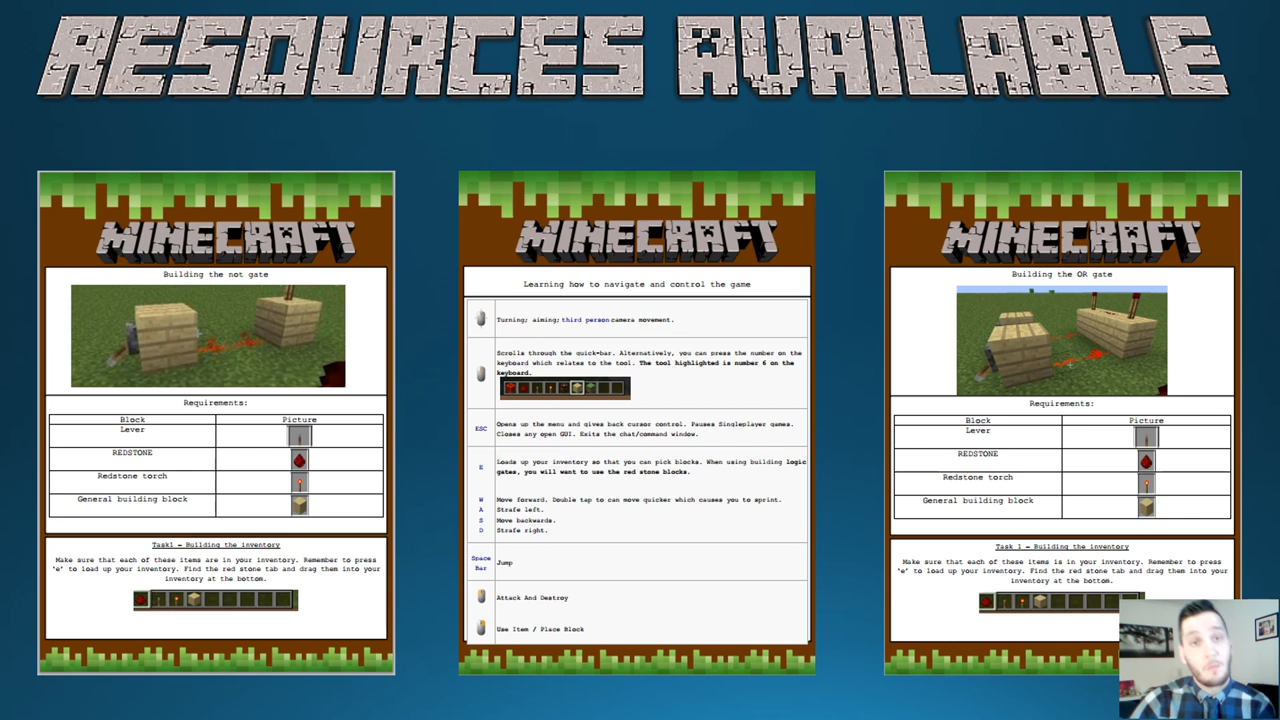 RESOURCES AVAILABLE
MINECRAFT
Building the not gate
Requirements:
Block Picture
Lever
REDSTONE
Redstone torch
General building block
Task1 – Building the inventory
Make sure that each of these items are in your inventory. Remember to press
'e' to load up your inventory. Find the red stone tab and drag them into your
inventory at the bottom.
MINECRAFT
Learning how to navigate and control the game
Turning; aiming; third person camera movement.
Scrolls through the quick-bar. Alternatively, you can press the number on the
keyboard which relates to the tool. The tool highlighted is number 6 on the
keyboard.
ESC Opens up the menu and gives back cursor control. Pauses Singleplayer games.
Closes any open GUI. Exits the chat/command window.
E Loads up your inventory so that you can pick blocks. When using building logic
gates, you will want to use the red stone blocks.
W Move forward. Double tap to can move quicker which causes you to sprint.
A Strafe left.
S Move backwards.
D Strafe right.
Space
Bar Jump
Attack And Destroy
Use Item / Place Block
MINECRAFT
Building the OR gate
Requirements:
Block Picture
Lever
REDSTONE
Redstone torch
General building block
Task 1 – Building the inventory
Make sure that each of these items is in your inventory. Remember to press
'e' to load up your inventory. Find the red stone tab and drag them into your
inventory at the bottom.